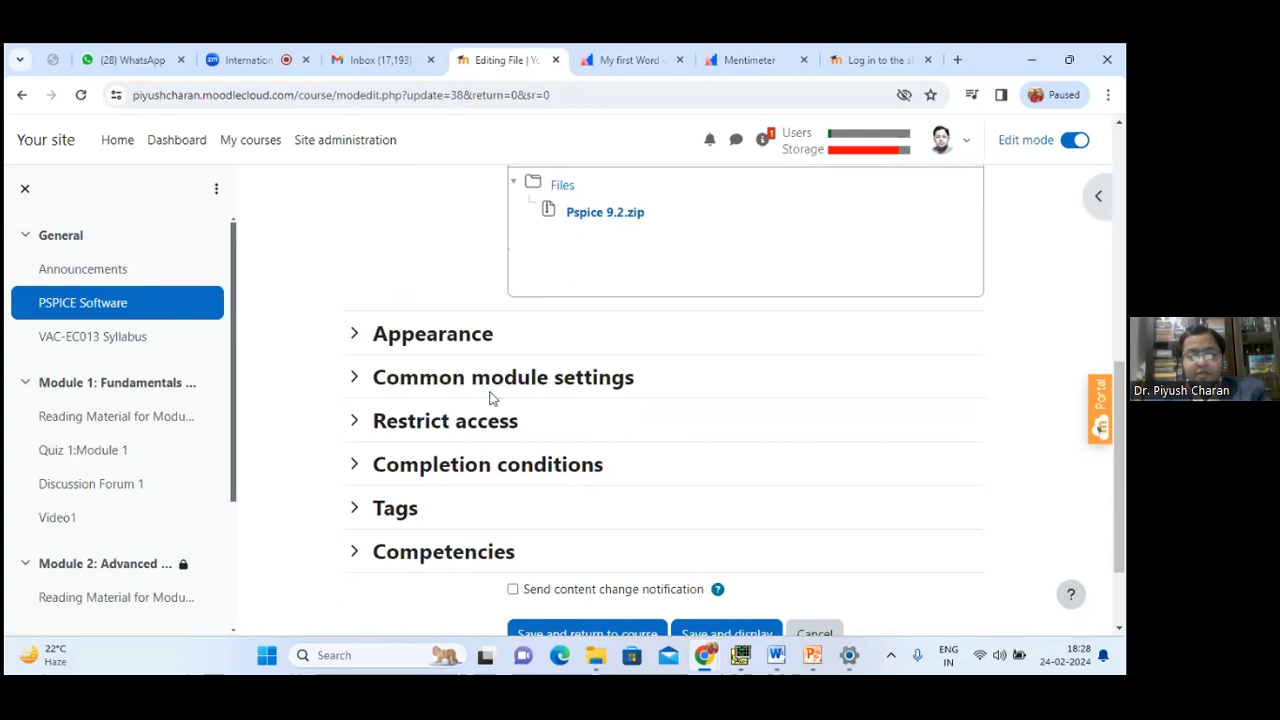 (28) WhatsApp
Internation
Inbox (17,193)
Editing File | Yo
My first Word
Mentimeter
Log in to the si
piyushcharan.moodlecloud.com/course/modedit.php?update=38&return=0&sr=0
Paused
Your site
Home
Dashboard
My courses
Site administration
1
Users
Storage
Edit mode
Files
Pspice 9.2.zip
General
Announcements
PSPICE Software
VAC-EC013 Syllabus
Module 1: Fundamentals ...
Reading Material for Modu...
Quiz 1:Module 1
Discussion Forum 1
Video1
Module 2: Advanced ...
Reading Material for Modu...
Appearance
Common module settings
Restrict access
Completion conditions
Tags
Competencies
Send content change notification
Save and return to course
Save and display
Cancel
Portal
Dr. Piyush Charan
22°C
Haze
Search
ENG
IN
18:28
24-02-2024